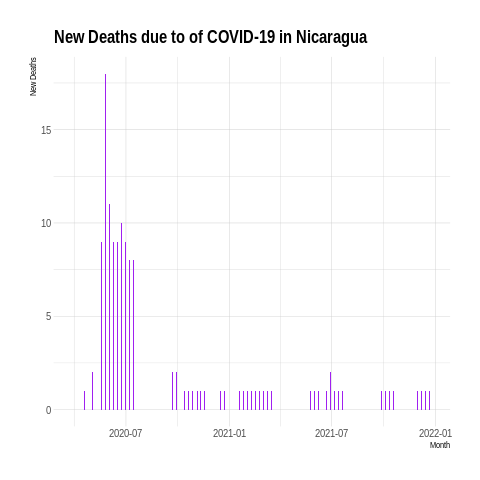 New Deaths due to of COVID-19 in Nicaragua
New Deaths
15
10
5
0
2020-07
2021-01
2021-07
2022-01
Month